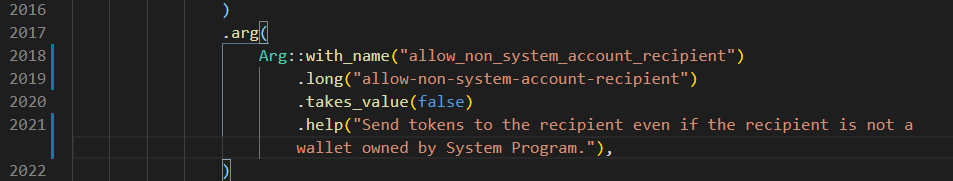 2016 )
2017 .arg(
2018 Arg::with_name("allow_non_system_account_recipient")
2019 .long("allow-non-system-account-recipient")
2020 .takes_value(false)
2021 .help("Send tokens to the recipient even if the recipient is not a
wallet owned by System Program."),
2022 )